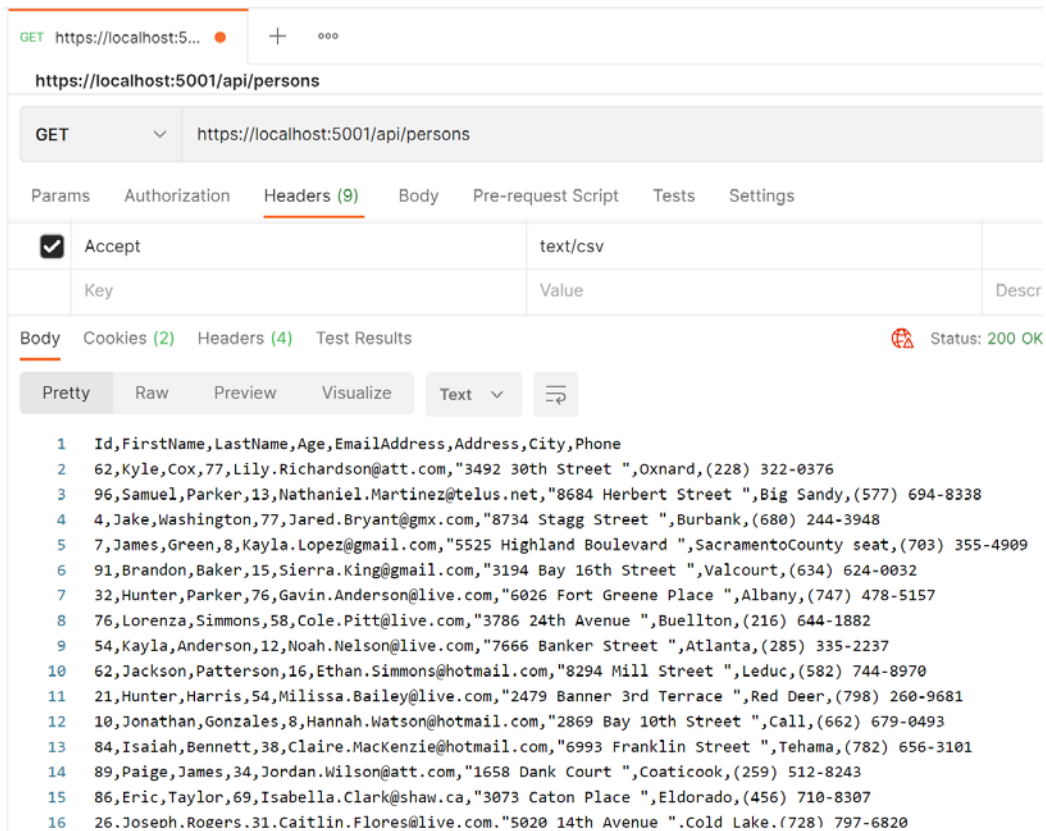 GET https://localhost:5...
https://localhost:5001/api/persons
GET https://localhost:5001/api/persons
Params Authorization Headers (9) Body Pre-request Script Tests Settings
Accept text/csv
Key Value Descr
Body Cookies (2) Headers (4) Test Results Status: 200 OK
Pretty Raw Preview Visualize Text
1 Id,FirstName,LastName,Age,EmailAddress,Address,City,Phone
2 62,Kyle,Cox,77,Lily.Richardson@att.com,"3492 30th Street ",Oxnard,(228) 322-0376
3 96,Samuel,Parker,13,Nathaniel.Martinez@telus.net,"8684 Herbert Street ",Big Sandy,(577) 694-8338
4 4,Jake,Washington,77,Jared.Bryant@gmx.com,"8734 Stagg Street ",Burbank,(680) 244-3948
5 7,James,Green,8,Kayla.Lopez@gmail.com,"5525 Highland Boulevard ",SacramentoCounty seat,(703) 355-4909
6 91,Brandon,Baker,15,Sierra.King@gmail.com,"3194 Bay 16th Street ",Valcourt,(634) 624-0032
7 32,Hunter,Parker,76,Gavin.Anderson@live.com,"6026 Fort Greene Place ",Albany,(747) 478-5157
8 76,Lorenza,Simmons,58,Cole.Pitt@live.com,"3786 24th Avenue ",Buellton,(216) 644-1882
9 54,Kayla,Anderson,12,Noah.Nelson@live.com,"7666 Banker Street ",Atlanta,(285) 335-2237
10 62,Jackson,Patterson,16,Ethan.Simmons@hotmail.com,"8294 Mill Street ",Leduc,(582) 744-8970
11 21,Hunter,Harris,54,Milissa.Bailey@live.com,"2479 Banner 3rd Terrace ",Red Deer,(798) 260-9681
12 10,Jonathan,Gonzales,8,Hannah.Watson@hotmail.com,"2869 Bay 10th Street ",Call,(662) 679-0493
13 84,Isaiah,Bennett,38,Claire.MacKenzie@hotmail.com,"6993 Franklin Street ",Tehama,(782) 656-3101
14 89,Paige,James,34,Jordan.Wilson@att.com,"1658 Dank Court ",Coaticook,(259) 512-8243
15 86,Eric,Taylor,69,Isabella.Clark@shaw.ca,"3073 Caton Place ",Eldorado,(456) 710-8307
16 26,Joseph,Rogers,31,Caitlin.Flores@live.com,"5020 14th Avenue ",Cold Lake,(728) 797-6820